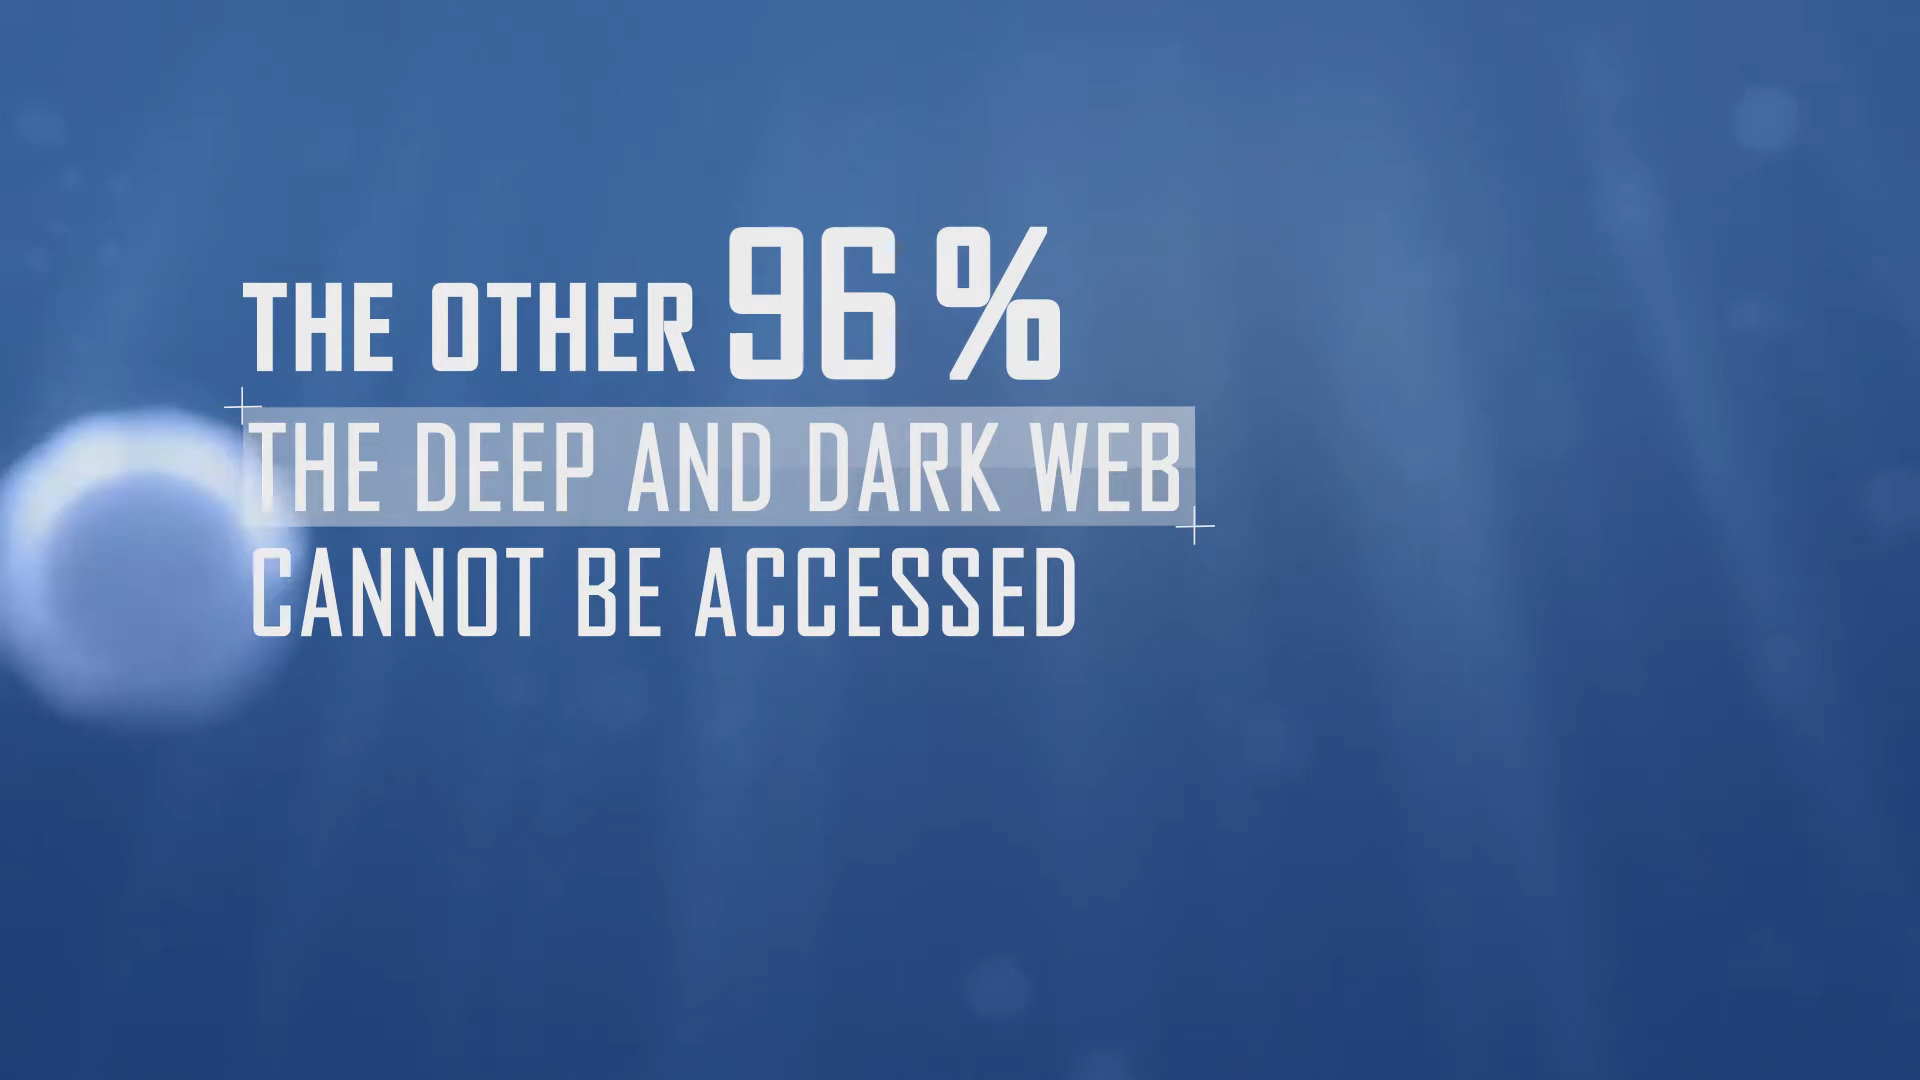 THE OTHER 96%
THE DEEP AND DARK WEB
CANNOT BE ACCESSED